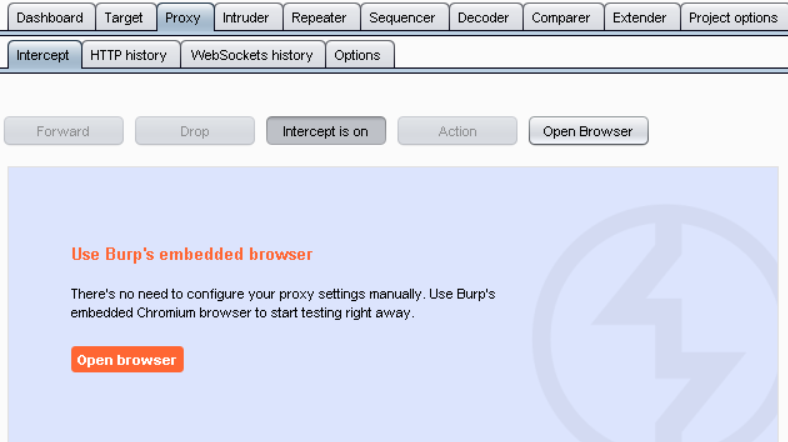 Dashboard Target Proxy Intruder Repeater Sequencer Decoder Comparer Extender Project options
Intercept HTTP history WebSockets history Options
Forward Drop Intercept is on Action Open Browser
Use Burp's embedded browser
There's no need to configure your proxy settings manually. Use Burp's
embedded Chromium browser to start testing right away.
Open browser